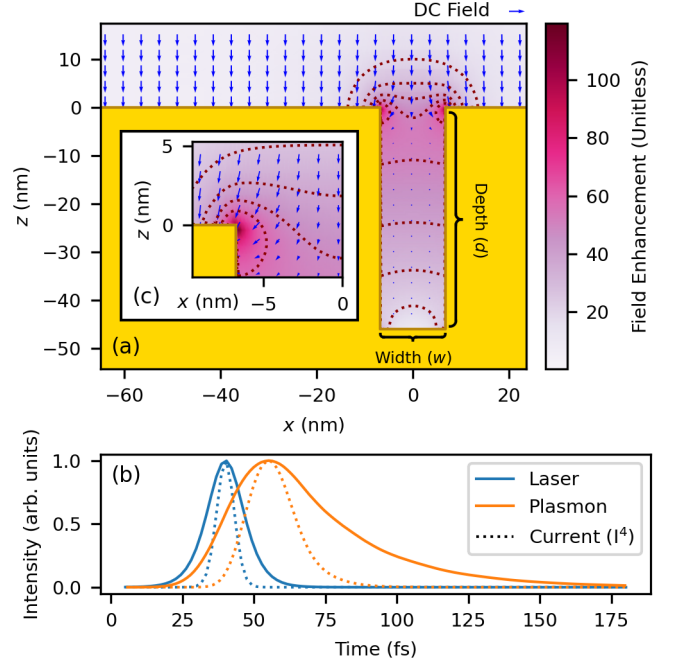 DC Field
10
0
−10
−20
−30
−40
−50
z (nm)
−60
−40
−20
0
20
x (nm)
(a)
5
0
z (nm)
(c)
x (nm)
−5
0
Depth (d)
Width (w)
100
80
60
40
20
Field Enhancement (Unitless)
(b)
Laser
Plasmon
Current (I⁴)
1.0
0.5
0.0
Intensity (arb. units)
0
25
50
75
100
125
150
175
Time (fs)